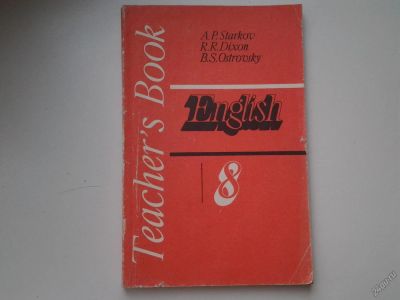 Teacher's Book
A.P. Starkov
R.R. Dixon
B.S. Ostrovsky
English
8